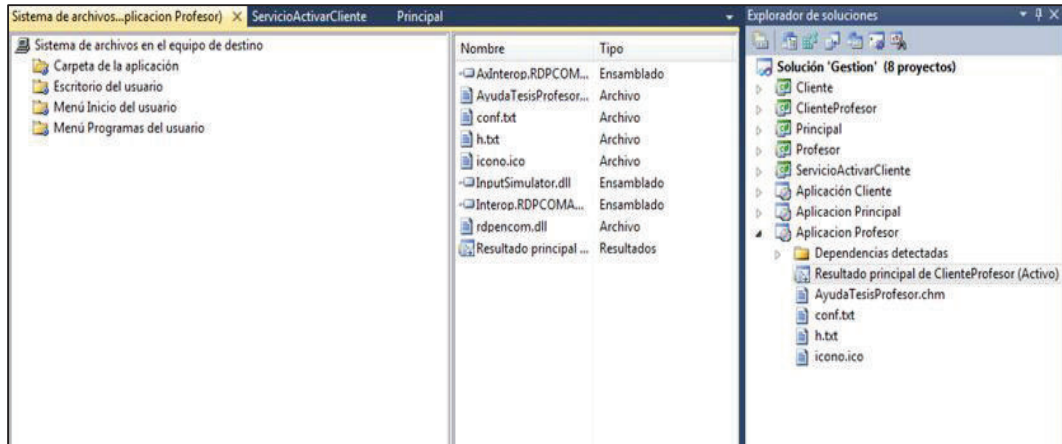 Sistema de archivos...plicacion Profesor)
ServicioActivarCliente
Principal
Sistema de archivos en el equipo de destino
Carpeta de la aplicación
Escritorio del usuario
Menú Inicio del usuario
Menú Programas del usuario
Nombre Tipo
AxInterop.RDPCOM... Ensamblado
AyudaTesisProfesor... Archivo
conf.txt Archivo
h.txt Archivo
icono.ico Archivo
InputSimulator.dll Ensamblado
Interop.RDPCOMA... Ensamblado
rdpencom.dll Archivo
Resultado principal ... Resultados
Explorador de soluciones
Solución 'Gestion' (8 proyectos)
Cliente
ClienteProfesor
Principal
Profesor
ServicioActivarCliente
Aplicación Cliente
Aplicacion Principal
Aplicacion Profesor
Dependencias detectadas
Resultado principal de ClienteProfesor (Activo)
AyudaTesisProfesor.chm
conf.txt
h.txt
icono.ico